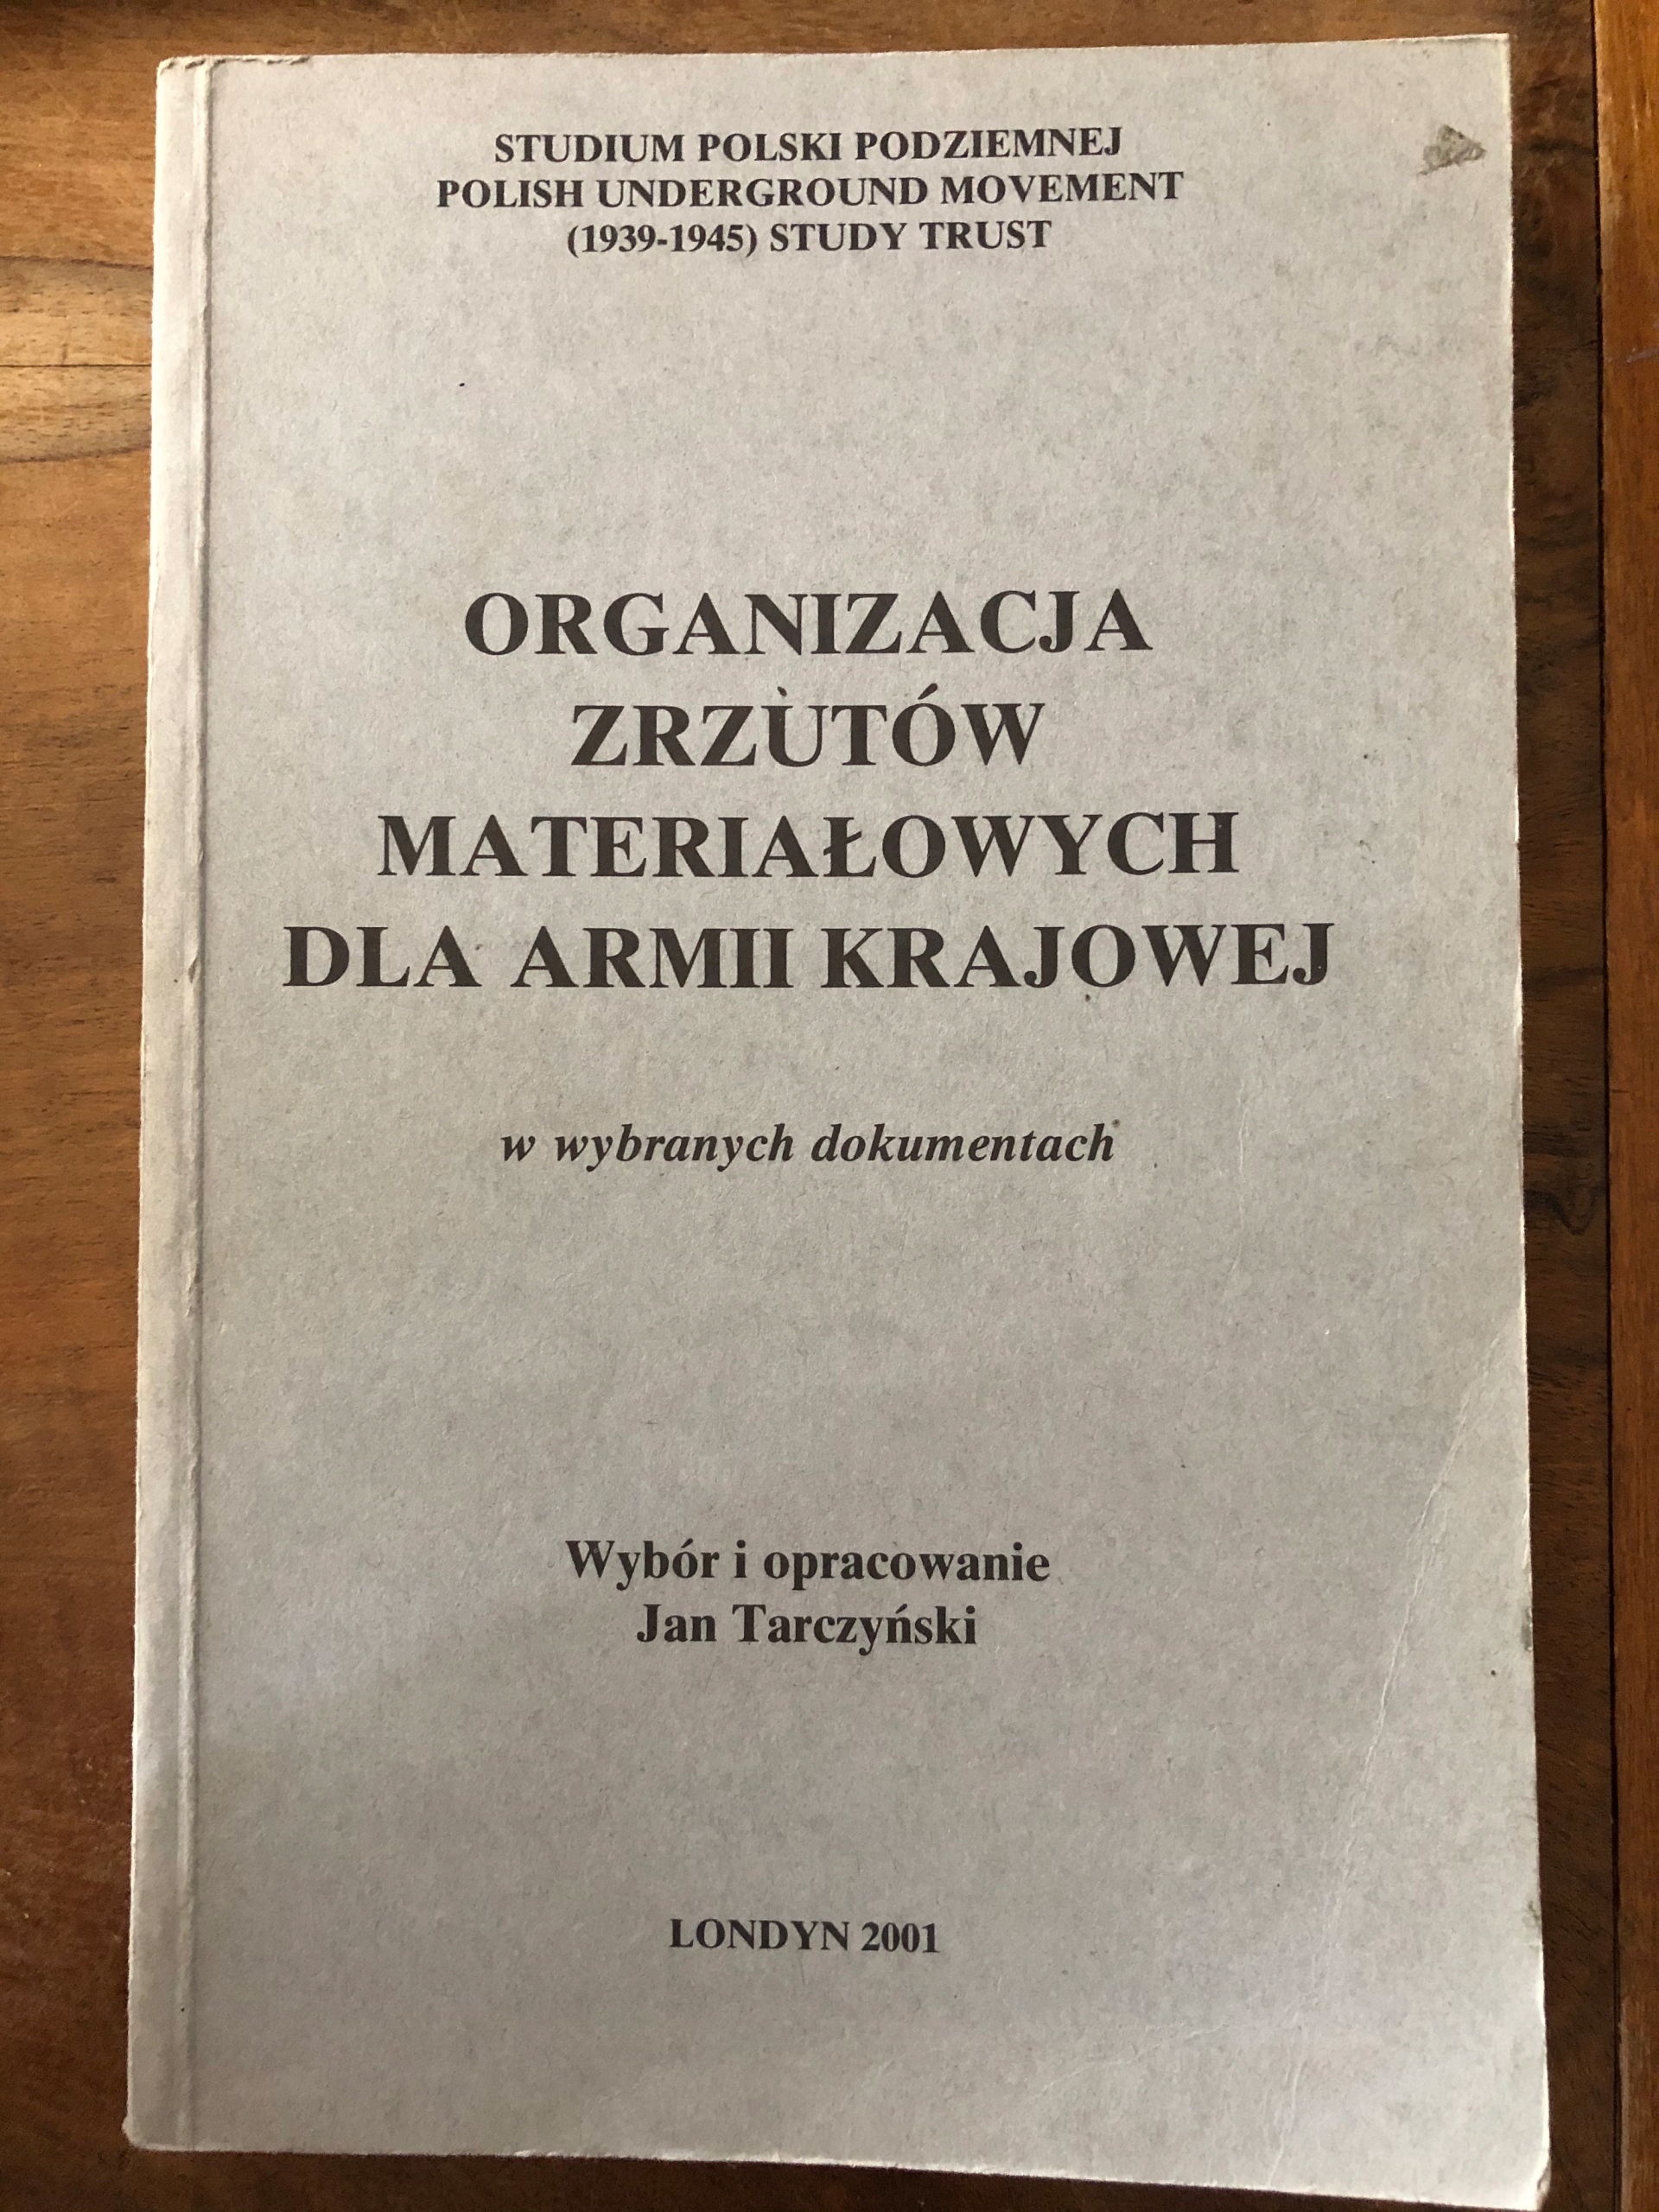 STUDIUM POLSKI PODZIEMNEJ
POLISH UNDERGROUND MOVEMENT
(1939-1945) STUDY TRUST
ORGANIZACJA
ZRZUTÓW
MATERIAŁOWYCH
DLA ARMII KRAJOWEJ
w wybranych dokumentach
Wybór i opracowanie
Jan Tarczyński
LONDYN 2001